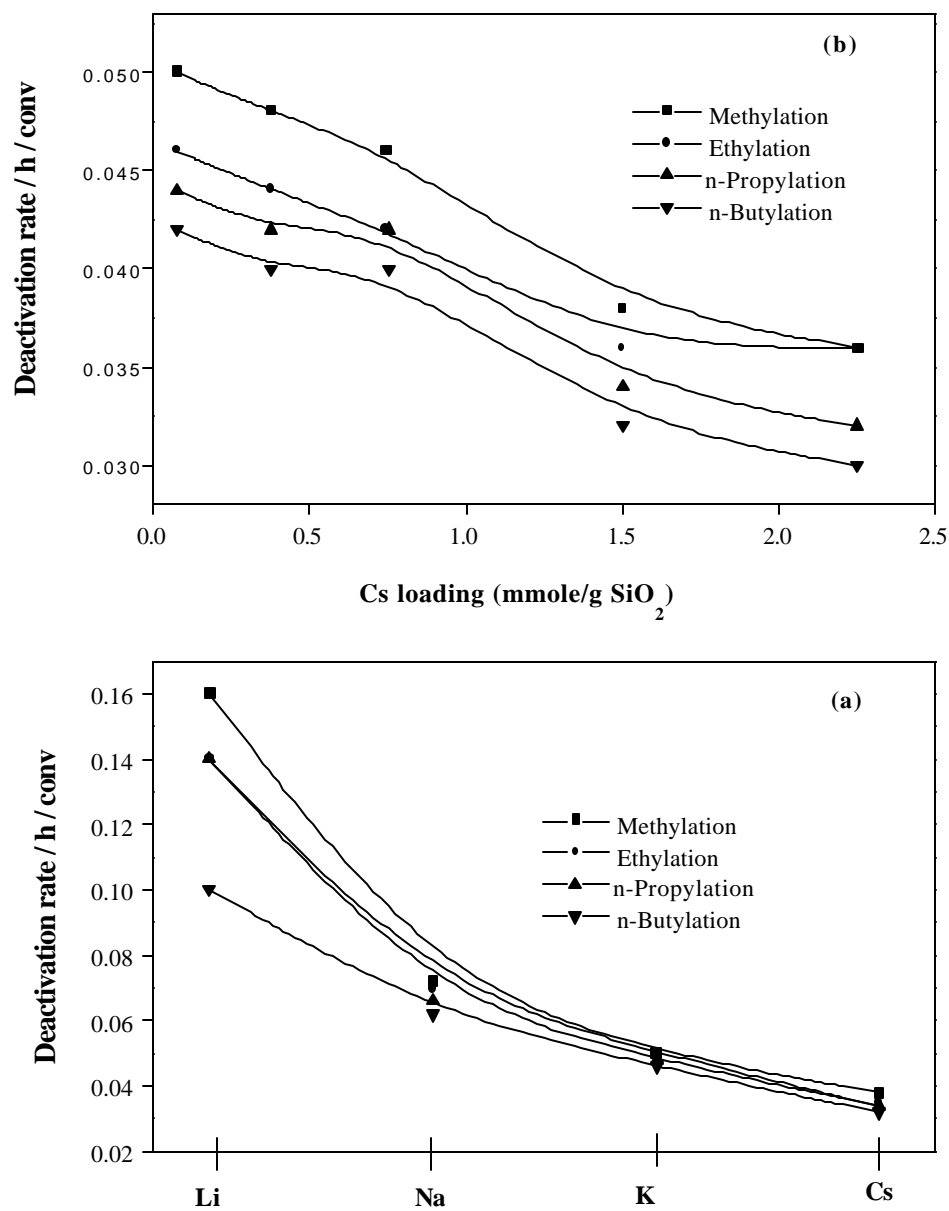 (b)
Deactivation rate / h / conv
0.050
0.045
0.040
0.035
0.030
Methylation
Ethylation
n-Propylation
n-Butylation
0.0 0.5 1.0 1.5 2.0 2.5
Cs loading (mmole/g SiO2)
(a)
Deactivation rate / h / conv
0.16
0.14
0.12
0.10
0.08
0.06
0.04
0.02
Methylation
Ethylation
n-Propylation
n-Butylation
Li Na K Cs